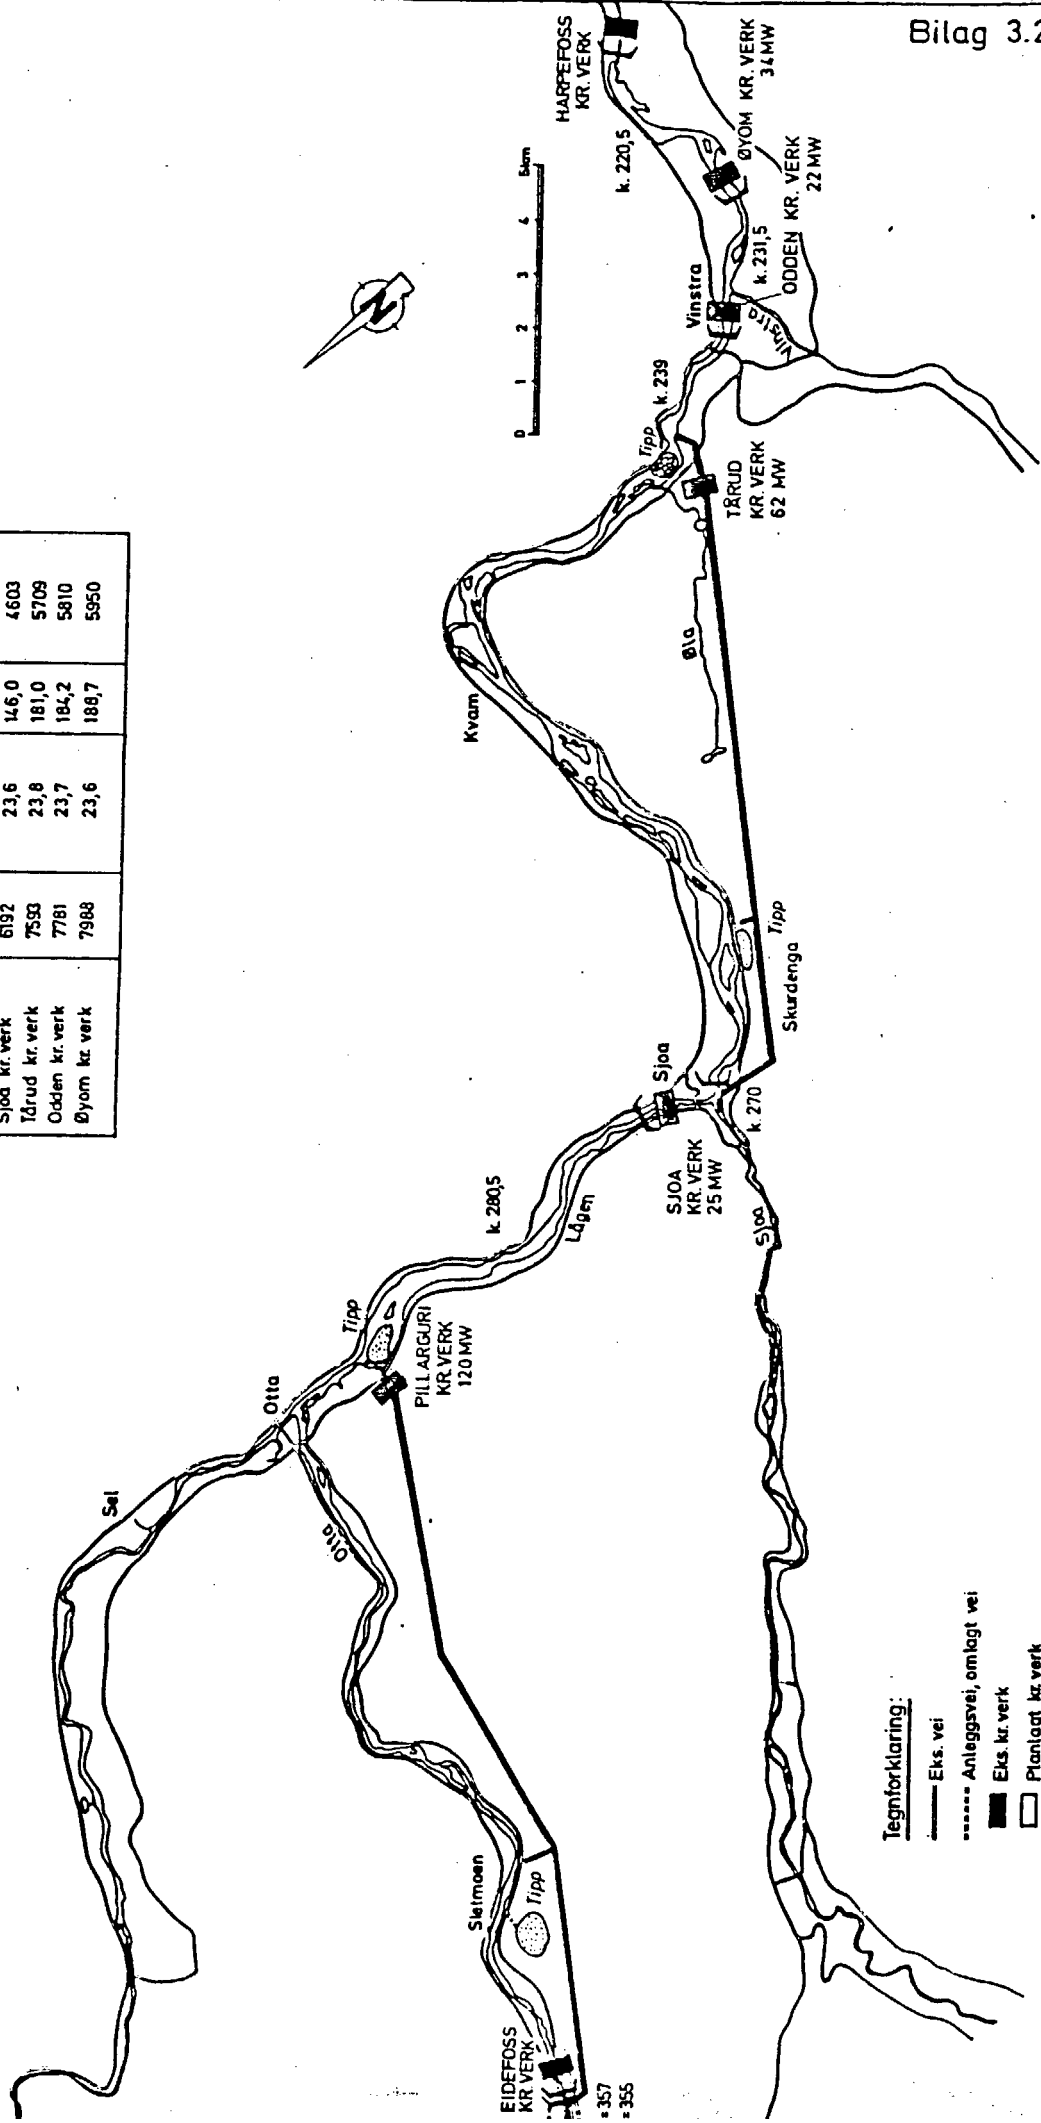 Bilag 3.2
HARPEFOSS
KR. VERK
ØYOM KR. VERK
34 MW
k. 220,5
ODDEN KR. VERK
22 MW
k. 231,5
Vinstra
Vinstra
0 1 2 3 4 5km
N
k. 239
Tipp
TÅRUD
KR. VERK
62 MW
Øla
Kvam
Tipp
Skurdenga
Sjoa
k. 270
SJOA
KR. VERK
25 MW
Sjoa
k. 280,5
Lågen
Tipp
PILLARGURI
KR. VERK
120 MW
Otta
Otta
Sel
Sletmoen
Tipp
EIDEFOSS
KR. VERK
=357
=355
Sjoa kr. verk 6192 23,6 146,0 4603
Tårud kr. verk 7593 23,8 181,0 5709
Odden kr. verk 7781 23,7 184,2 5810
Øyom kr. verk 7988 23,6 188,7 5950
Tegnforklaring:
Eks. vei
Anleggsvei, omlagt vei
Eks. kr. verk
Planlagt kr. verk